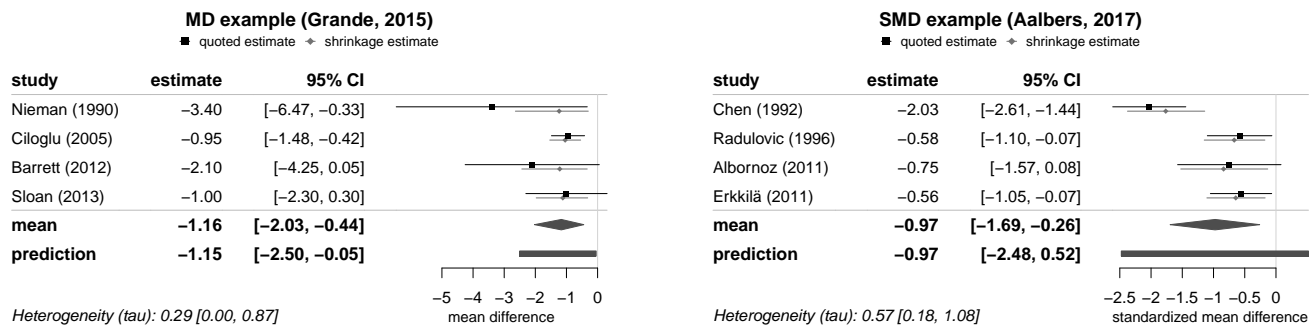 MD example (Grande, 2015)
quoted estimate shrinkage estimate
study estimate 95% CI
Nieman (1990) −3.40 [−6.47, −0.33]
Ciloglu (2005) −0.95 [−1.48, −0.42]
Barrett (2012) −2.10 [−4.25, 0.05]
Sloan (2013) −1.00 [−2.30, 0.30]
mean −1.16 [−2.03, −0.44]
prediction −1.15 [−2.50, −0.05]
−5 −4 −3 −2 −1 0
Heterogeneity (tau): 0.29 [0.00, 0.87] mean difference
SMD example (Aalbers, 2017)
quoted estimate shrinkage estimate
study estimate 95% CI
Chen (1992) −2.03 [−2.61, −1.44]
Radulovic (1996) −0.58 [−1.10, −0.07]
Albornoz (2011) −0.75 [−1.57, 0.08]
Erkkilä (2011) −0.56 [−1.05, −0.07]
mean −0.97 [−1.69, −0.26]
prediction −0.97 [−2.48, 0.52]
−2.5 −2 −1.5 −1 −0.5 0
Heterogeneity (tau): 0.57 [0.18, 1.08] standardized mean difference